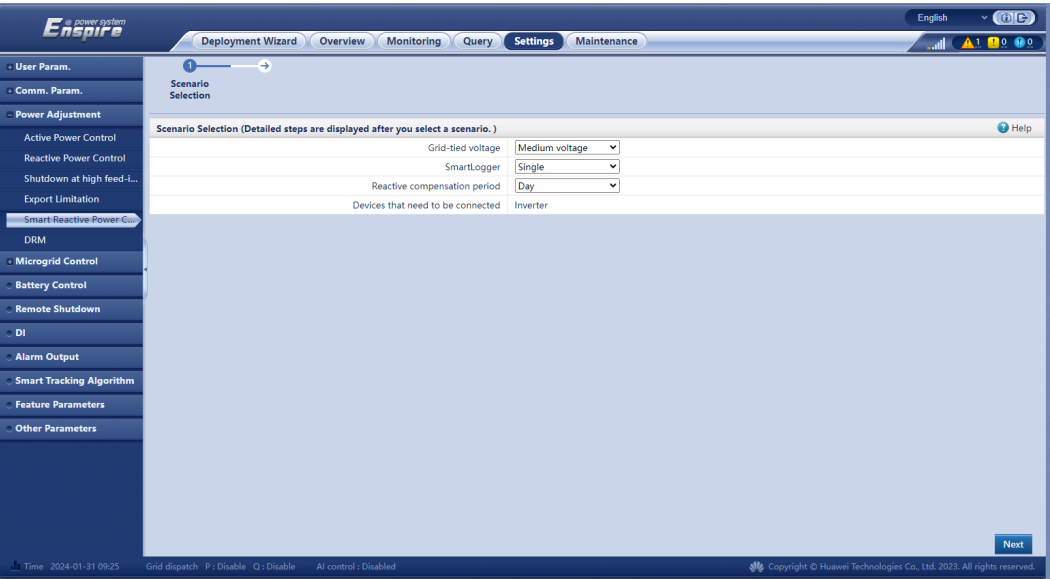 English
@ power system
Enspire
Deployment Wizard Overview Monitoring Query Settings Maintenance
1 0 0
User Param.
Comm. Param.
Power Adjustment
Active Power Control
Reactive Power Control
Shutdown at high feed-i...
Export Limitation
Smart Reactive Power C...
DRM
Microgrid Control
Battery Control
Remote Shutdown
DI
Alarm Output
Smart Tracking Algorithm
Feature Parameters
Other Parameters
1
Scenario
Selection
Scenario Selection (Detailed steps are displayed after you select a scenario. ) Help
Grid-tied voltage Medium voltage
SmartLogger Single
Reactive compensation period Day
Devices that need to be connected Inverter
Next
Time 2024-01-31 09:25 Grid dispatch P : Disable Q : Disable AI control : Disabled Copyright © Huawei Technologies Co., Ltd. 2023. All rights reserved.